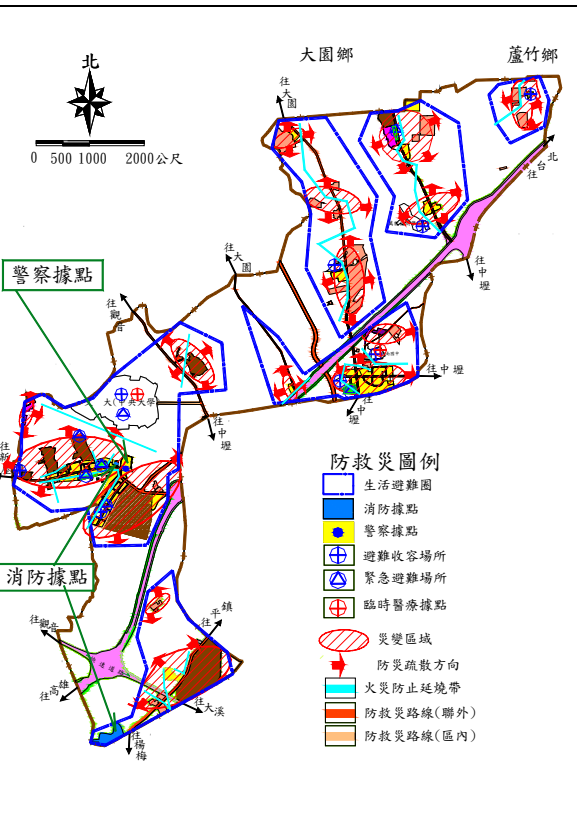 大園鄉
蘆竹鄉
北
往大園
0 500 1000 2000公尺
往台北
往大園
往中壢
警察據點
往觀音
往中壢
大(中央大學
往中壢
往中壢
往新
防救災圖例
生活避難圈
消防據點
警察據點
避難收容場所
緊急避難場所
消防據點
臨時醫療據點
往平鎮
往觀音
災變區域
防災疏散方向
往高雄
火災防止延燒帶
往大溪
防救災路線(聯外)
往楊梅
防救災路線(區內)